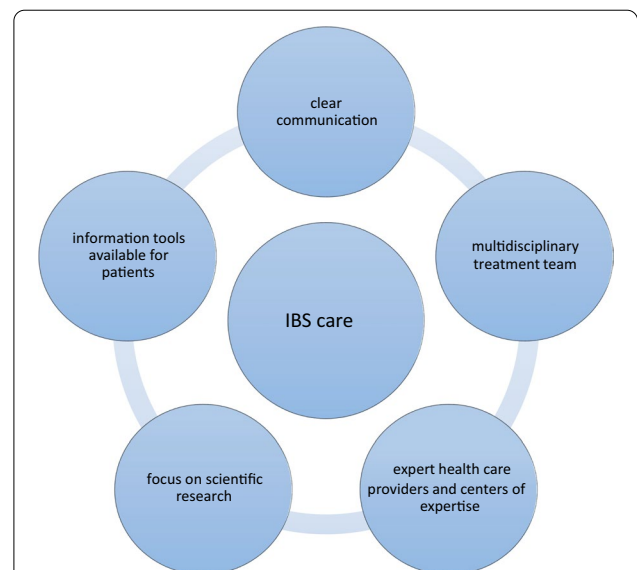 clear
communication
multidisciplinary
treatment team
expert health care
providers and centers of
expertise
focus on scientific
research
information tools
available for
patients
IBS care